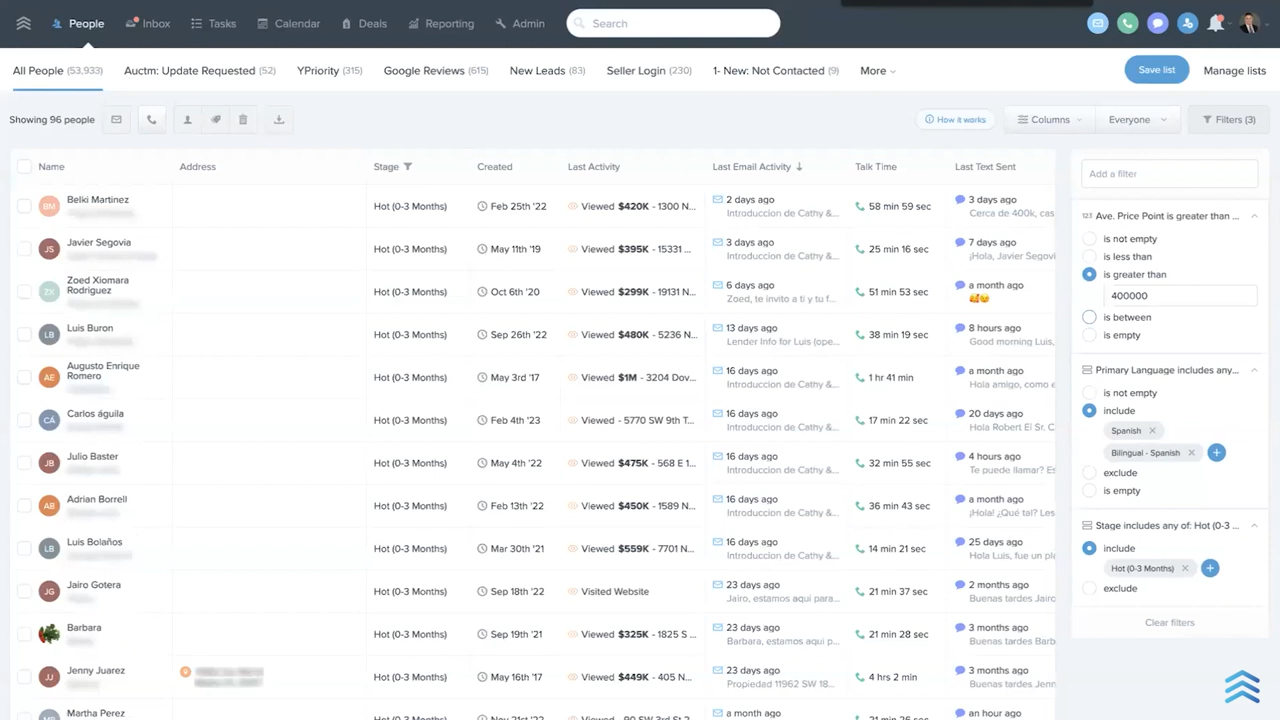 People
Inbox
Tasks
Calendar
Deals
Reporting
Admin
Search
All People (53,933)
Auctm: Update Requested (52)
YPriority (315)
Google Reviews (615)
New Leads (83)
Seller Login (230)
1- New: Not Contacted (9)
More
Save list
Manage lists
Showing 96 people
How it works
Columns
Everyone
Filters (3)
Name
Address
Stage
Created
Last Activity
Last Email Activity
Talk Time
Last Text Sent
BM
Belki Martinez
Hot (0-3 Months)
Feb 25th '22
Viewed $420K - 1300 N...
2 days ago
Introduccion de Cathy &...
58 min 59 sec
3 days ago
Cerca de 400k, cas
JS
Javier Segovia
Hot (0-3 Months)
May 11th '19
Viewed $395K - 15331 ...
3 days ago
Introduccion de Cathy &...
25 min 16 sec
7 days ago
¡Hola, Javier Segovi
ZX
Zoed Xiomara
Rodriguez
Hot (0-3 Months)
Oct 6th '20
Viewed $299K - 19131 N...
6 days ago
Zoed, te invito a ti y tu f...
51 min 53 sec
a month ago
🥰😉
LB
Luis Buron
Hot (0-3 Months)
Sep 26th '22
Viewed $480K - 5236 N...
13 days ago
Lender Info for Luis (ope...
38 min 19 sec
8 hours ago
Good morning Luis,
AE
Augusto Enrique
Romero
Hot (0-3 Months)
May 3rd '17
Viewed $1M - 3204 Dov...
16 days ago
Introduccion de Cathy &...
1 hr 41 min
a month ago
Hola amigo, como e
CÁ
Carlos águila
Hot (0-3 Months)
Feb 4th '23
Viewed - 5770 SW 9th T...
16 days ago
Introduccion de Cathy &...
17 min 22 sec
20 days ago
Hola Robert El Sr. C
JB
Julio Baster
Hot (0-3 Months)
May 4th '22
Viewed $475K - 568 E 1...
16 days ago
Introduccion de Cathy &...
32 min 55 sec
4 hours ago
Te puede llamar? Es
AB
Adrian Borrell
Hot (0-3 Months)
Feb 13th '22
Viewed $450K - 1589 N...
16 days ago
Introduccion de Cathy &...
36 min 43 sec
a month ago
¡Hola! ¿Qué tal? Les
LB
Luis Bolaños
Hot (0-3 Months)
Mar 30th '21
Viewed $559K - 7701 N...
16 days ago
Introduccion de Cathy &...
14 min 21 sec
25 days ago
Hola Luis, fue un pla
JG
Jairo Gotera
Hot (0-3 Months)
Sep 18th '22
Visited Website
23 days ago
Jairo, estamos aquí para...
21 min 37 sec
2 months ago
Buenas tardes Jairo
Barbara
Hot (0-3 Months)
Sep 19th '21
Viewed $325K - 1825 S ...
23 days ago
Barbara, estamos aquí p...
21 min 28 sec
3 months ago
Buenas tardes Barb
JJ
Jenny Juarez
Hot (0-3 Months)
May 16th '17
Viewed $449K - 405 N...
23 days ago
Propiedad 11962 SW 18...
4 hrs 2 min
3 months ago
Buenas tardes Jenn
Martha Perez
a month ago
an hour ago
Add a filter
123 Ave. Price Point is greater than ...
is not empty
is less than
is greater than
400000
is between
is empty
Primary Language includes any...
is not empty
include
Spanish
Bilingual - Spanish
exclude
is empty
Stage includes any of: Hot (0-3 ...
include
Hot (0-3 Months)
exclude
Clear filters